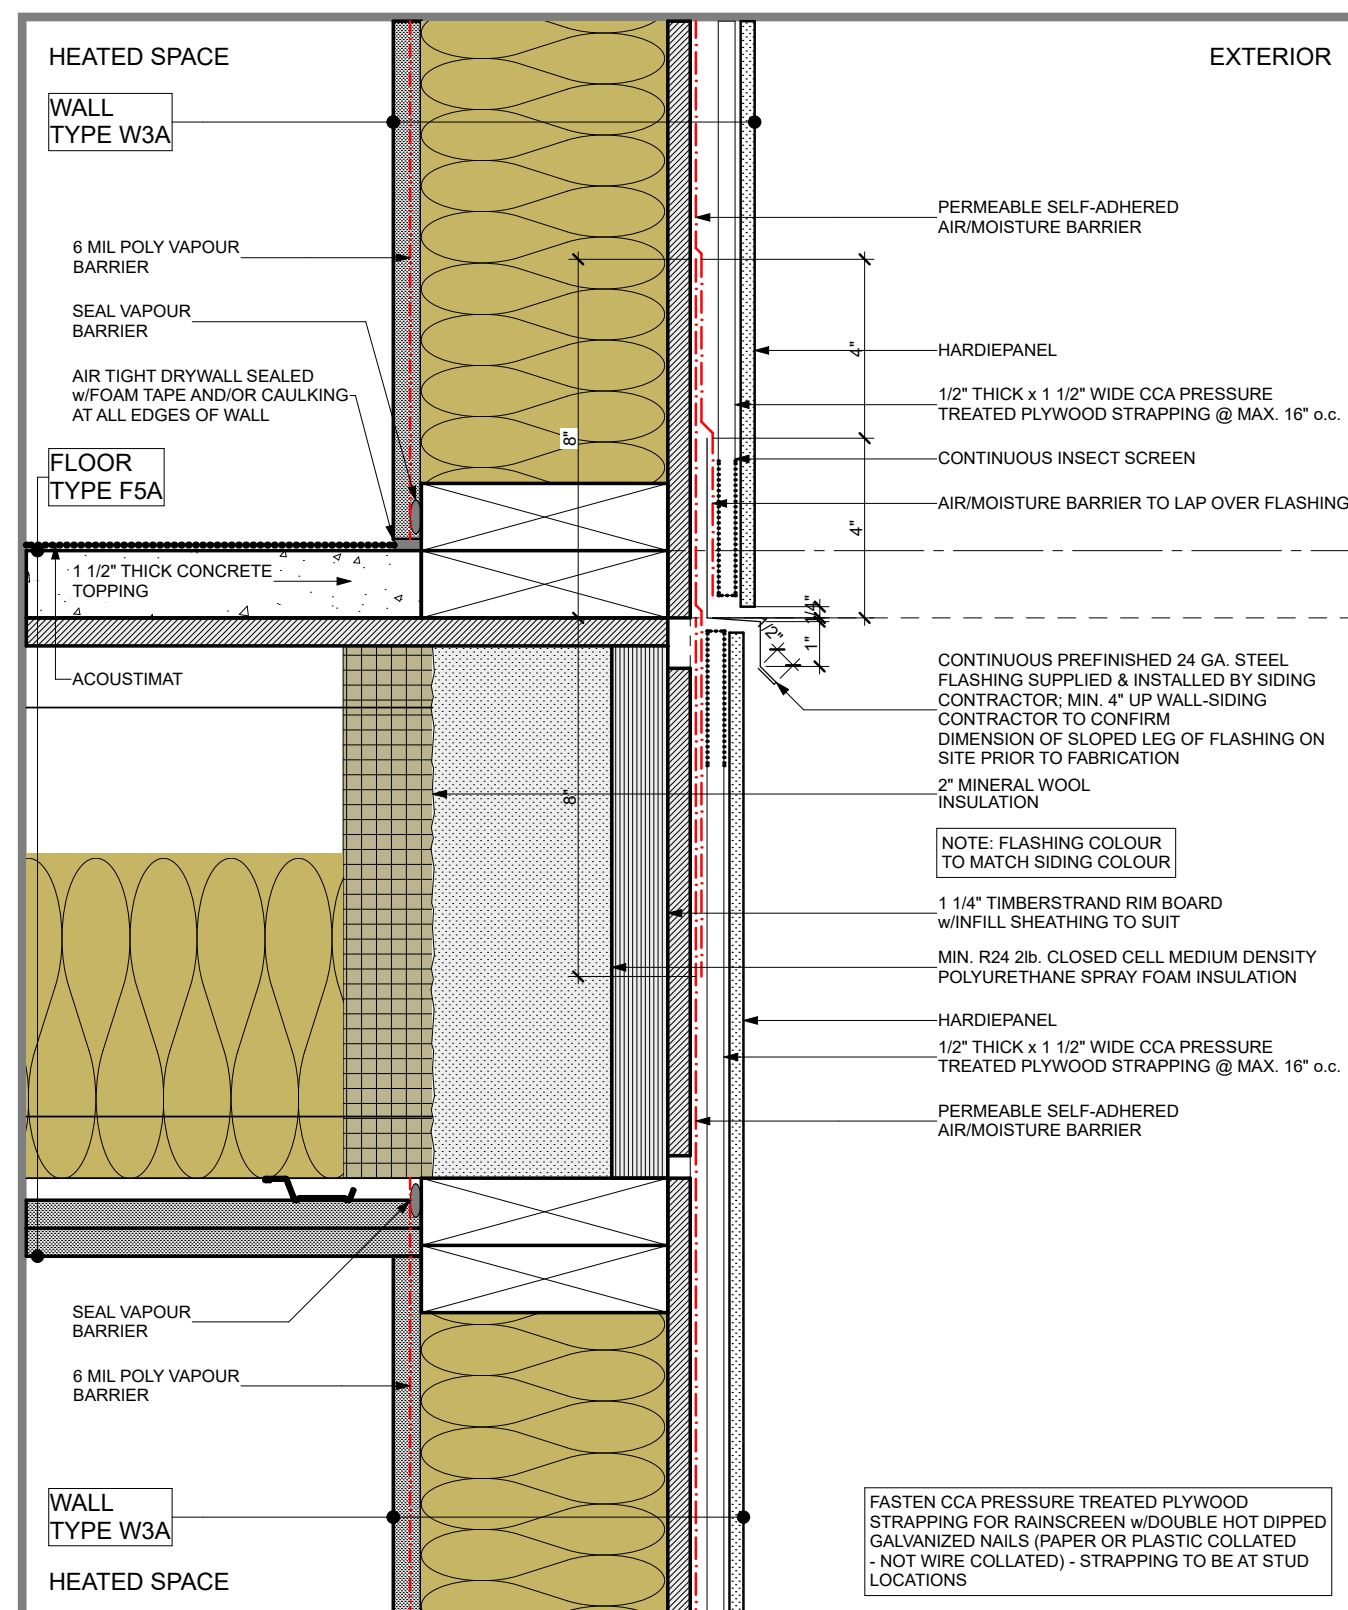 HEATED SPACE
EXTERIOR
WALL
TYPE W3A
6 MIL POLY VAPOUR
BARRIER
SEAL VAPOUR
BARRIER
AIR TIGHT DRYWALL SEALED
w/FOAM TAPE AND/OR CAULKING
AT ALL EDGES OF WALL
FLOOR
TYPE F5A
1 1/2" THICK CONCRETE
TOPPING
ACOUSTIMAT
SEAL VAPOUR
BARRIER
6 MIL POLY VAPOUR
BARRIER
WALL
TYPE W3A
HEATED SPACE
8"
8"
4"
4"
1/4"
1"
1/2"
PERMEABLE SELF-ADHERED
AIR/MOISTURE BARRIER
HARDIEPANEL
1/2" THICK x 1 1/2" WIDE CCA PRESSURE
TREATED PLYWOOD STRAPPING @ MAX. 16" o.c.
CONTINUOUS INSECT SCREEN
AIR/MOISTURE BARRIER TO LAP OVER FLASHING
CONTINUOUS PREFINISHED 24 GA. STEEL
FLASHING SUPPLIED & INSTALLED BY SIDING
CONTRACTOR; MIN. 4" UP WALL-SIDING
CONTRACTOR TO CONFIRM
DIMENSION OF SLOPED LEG OF FLASHING ON
SITE PRIOR TO FABRICATION
2" MINERAL WOOL
INSULATION
NOTE: FLASHING COLOUR
TO MATCH SIDING COLOUR
1 1/4" TIMBERSTRAND RIM BOARD
w/INFILL SHEATHING TO SUIT
MIN. R24 2lb. CLOSED CELL MEDIUM DENSITY
POLYURETHANE SPRAY FOAM INSULATION
HARDIEPANEL
1/2" THICK x 1 1/2" WIDE CCA PRESSURE
TREATED PLYWOOD STRAPPING @ MAX. 16" o.c.
PERMEABLE SELF-ADHERED
AIR/MOISTURE BARRIER
FASTEN CCA PRESSURE TREATED PLYWOOD
STRAPPING FOR RAINSCREEN w/DOUBLE HOT DIPPED
GALVANIZED NAILS (PAPER OR PLASTIC COLLATED
- NOT WIRE COLLATED) - STRAPPING TO BE AT STUD
LOCATIONS